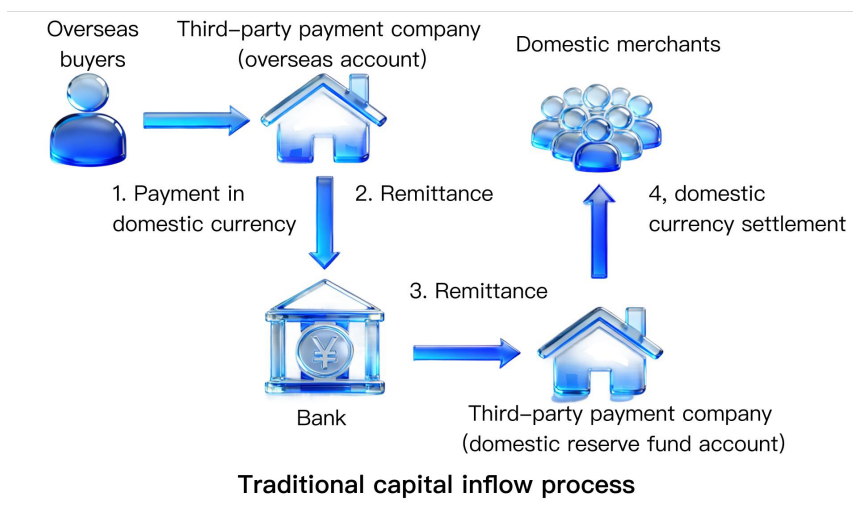 Overseas
buyers
Third-party payment company
(overseas account)
Domestic merchants
1. Payment in
domestic currency
2. Remittance
4, domestic
currency settlement
3. Remittance
¥
Bank
Third-party payment company
(domestic reserve fund account)
Traditional capital inflow process